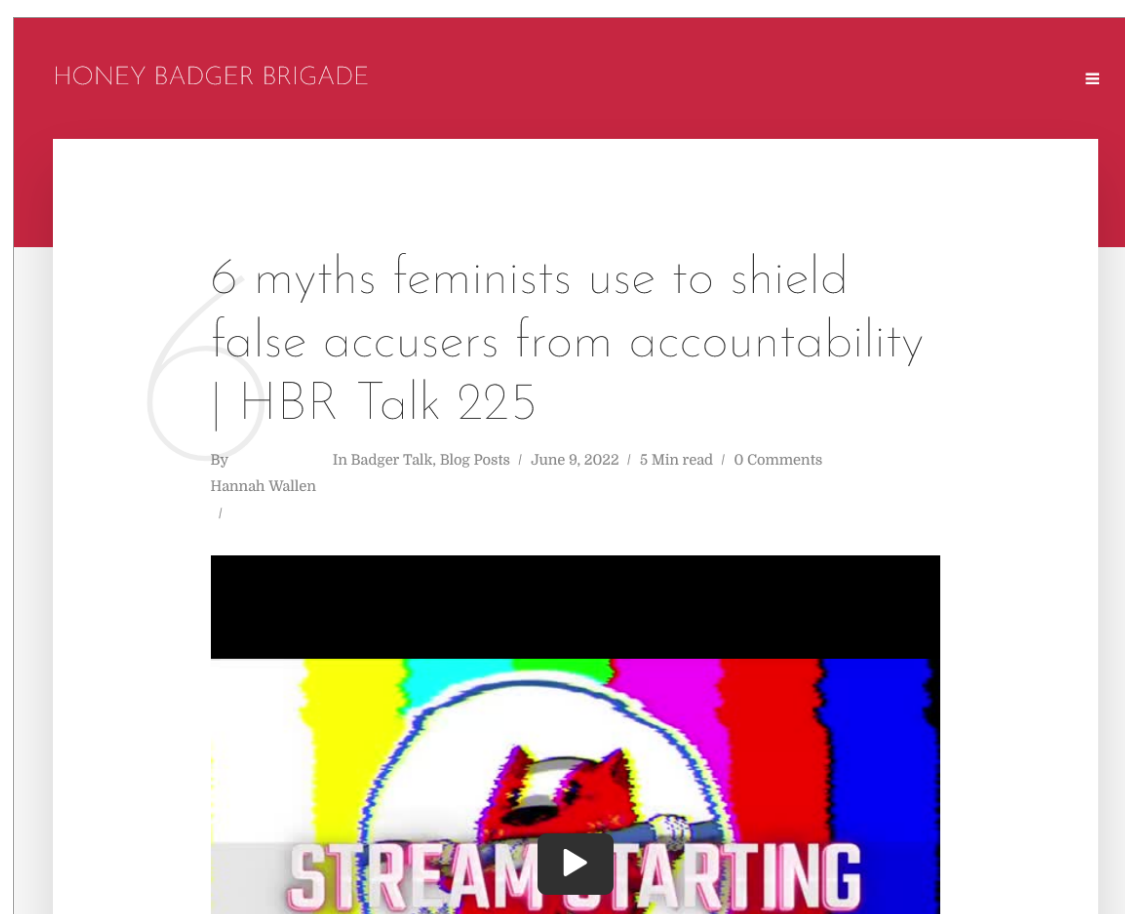 HONEY BADGER BRIGADE
6 myths feminists use to shield
false accusers from accountability
| HBR Talk 225
By In Badger Talk, Blog Posts / June 9, 2022 / 5 Min read / 0 Comments
Hannah Wallen
/
6
STREAM STARTING